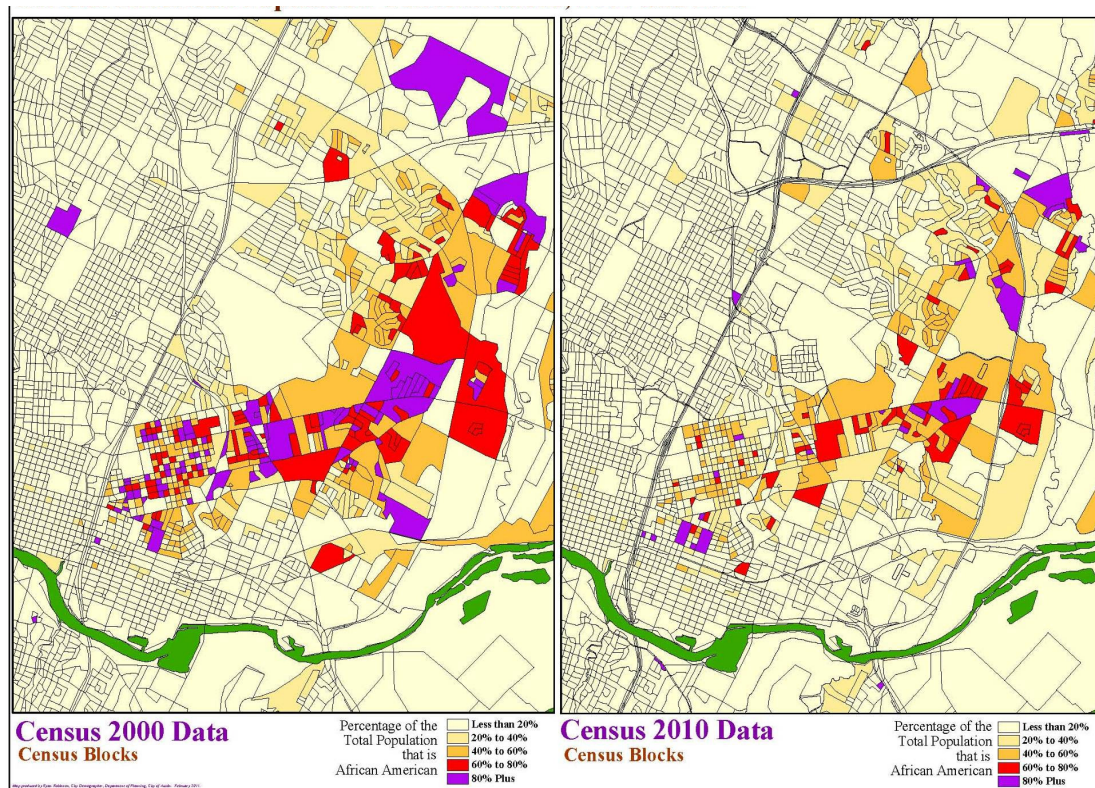 Census 2000 Data
Census Blocks
Percentage of the
Total Population
that is
African American
Less than 20%
20% to 40%
40% to 60%
60% to 80%
80% Plus
Census 2010 Data
Census Blocks
Percentage of the
Total Population
that is
African American
Less than 20%
20% to 40%
40% to 60%
60% to 80%
80% Plus